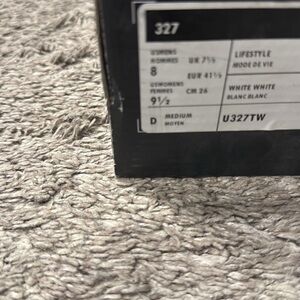 327
US MENS
HOMMES UK 7½
8 EUR 41½
US WOMENS
FEMMES CM 26
9½
D MEDIUM
MOYEN
LIFESTYLE
MODE DE VIE
WHITE WHITE
BLANC BLANC
U327TW